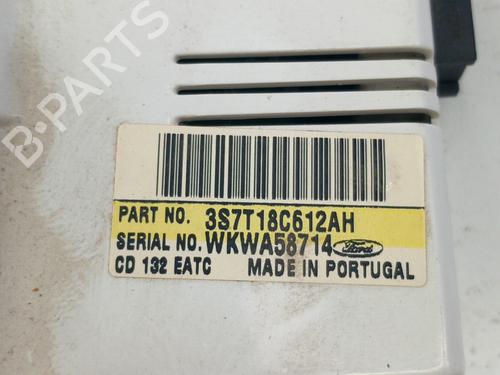 B-PARTS
PART NO. 3S7T18C612AH
SERIAL NO. WKWA58714 Ford
CD 132 EATC MADE IN PORTUGAL